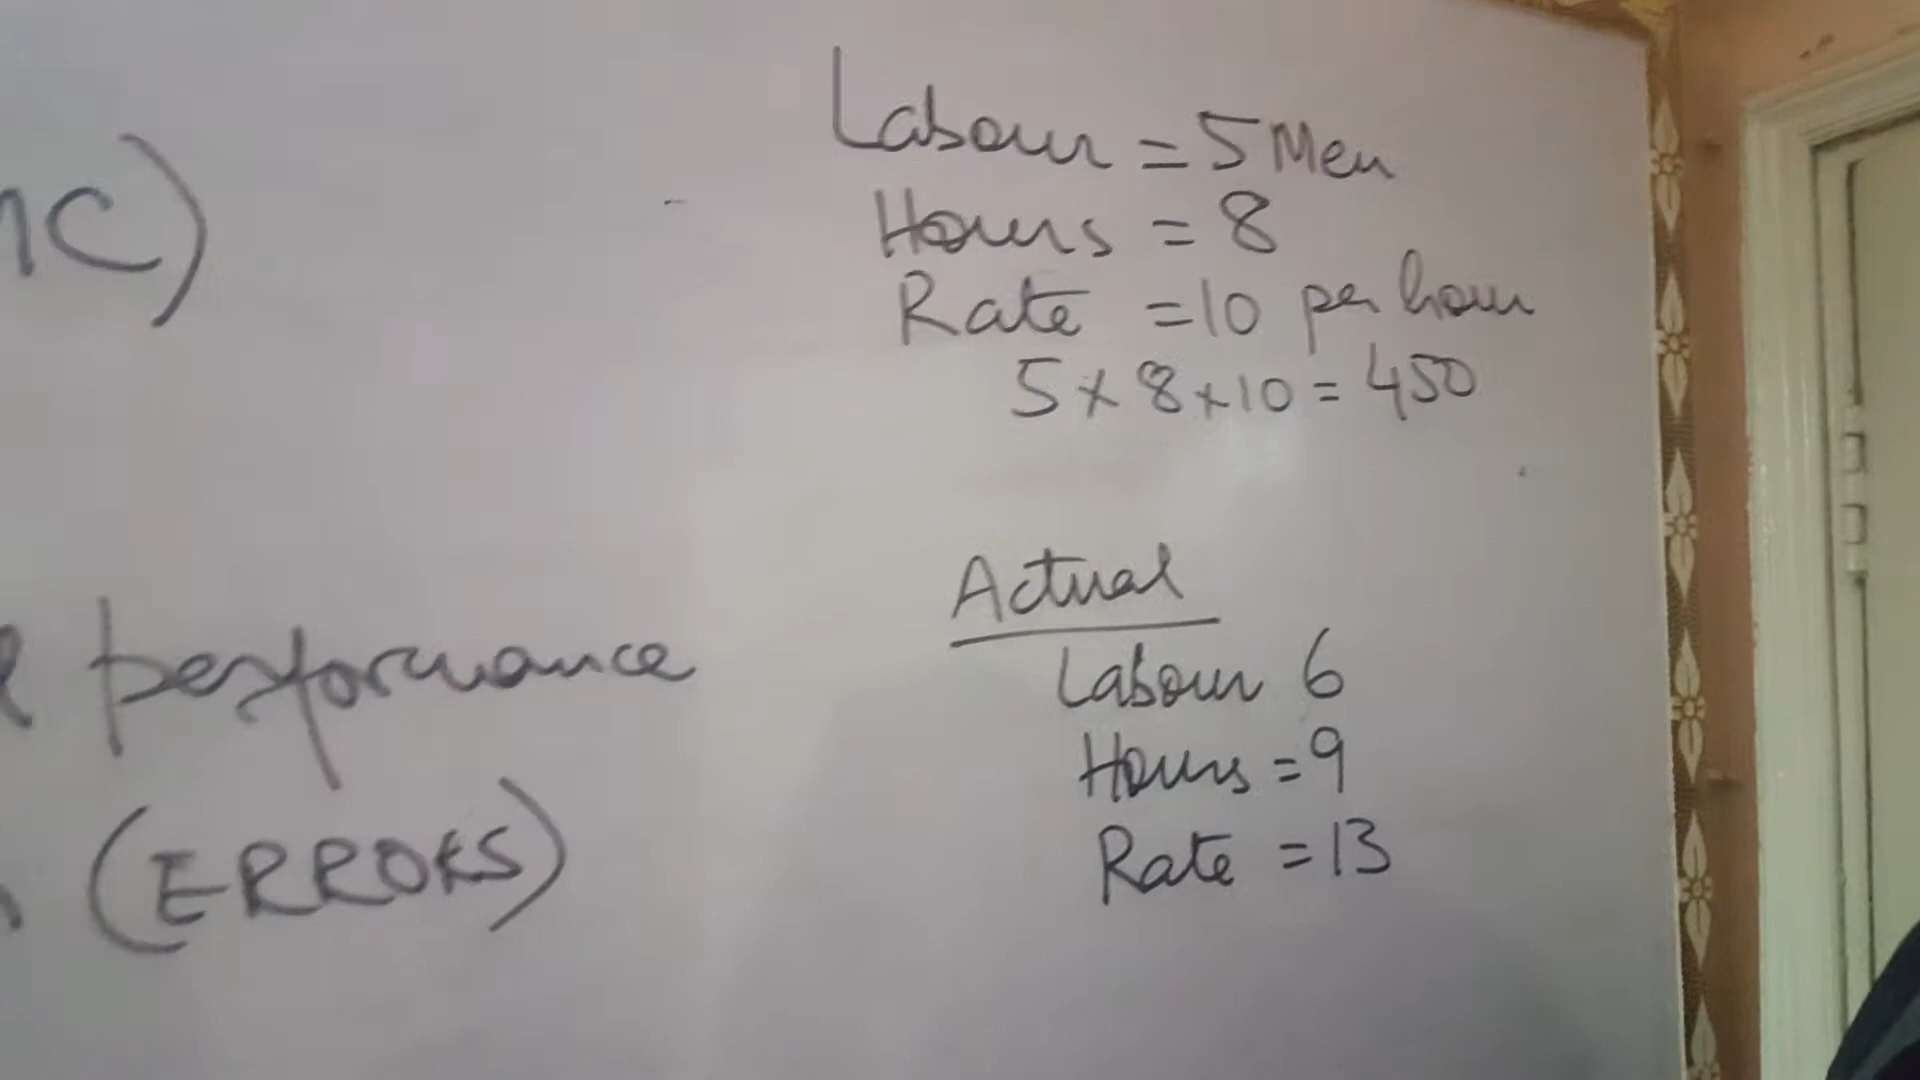 Labour = 5 Men
Hours = 8
Rate = 10 per hour
5 x 8 x 10 = 450
C)
performance
(ERRORS)
Actual
Labour 6
Hours = 9
Rate = 13